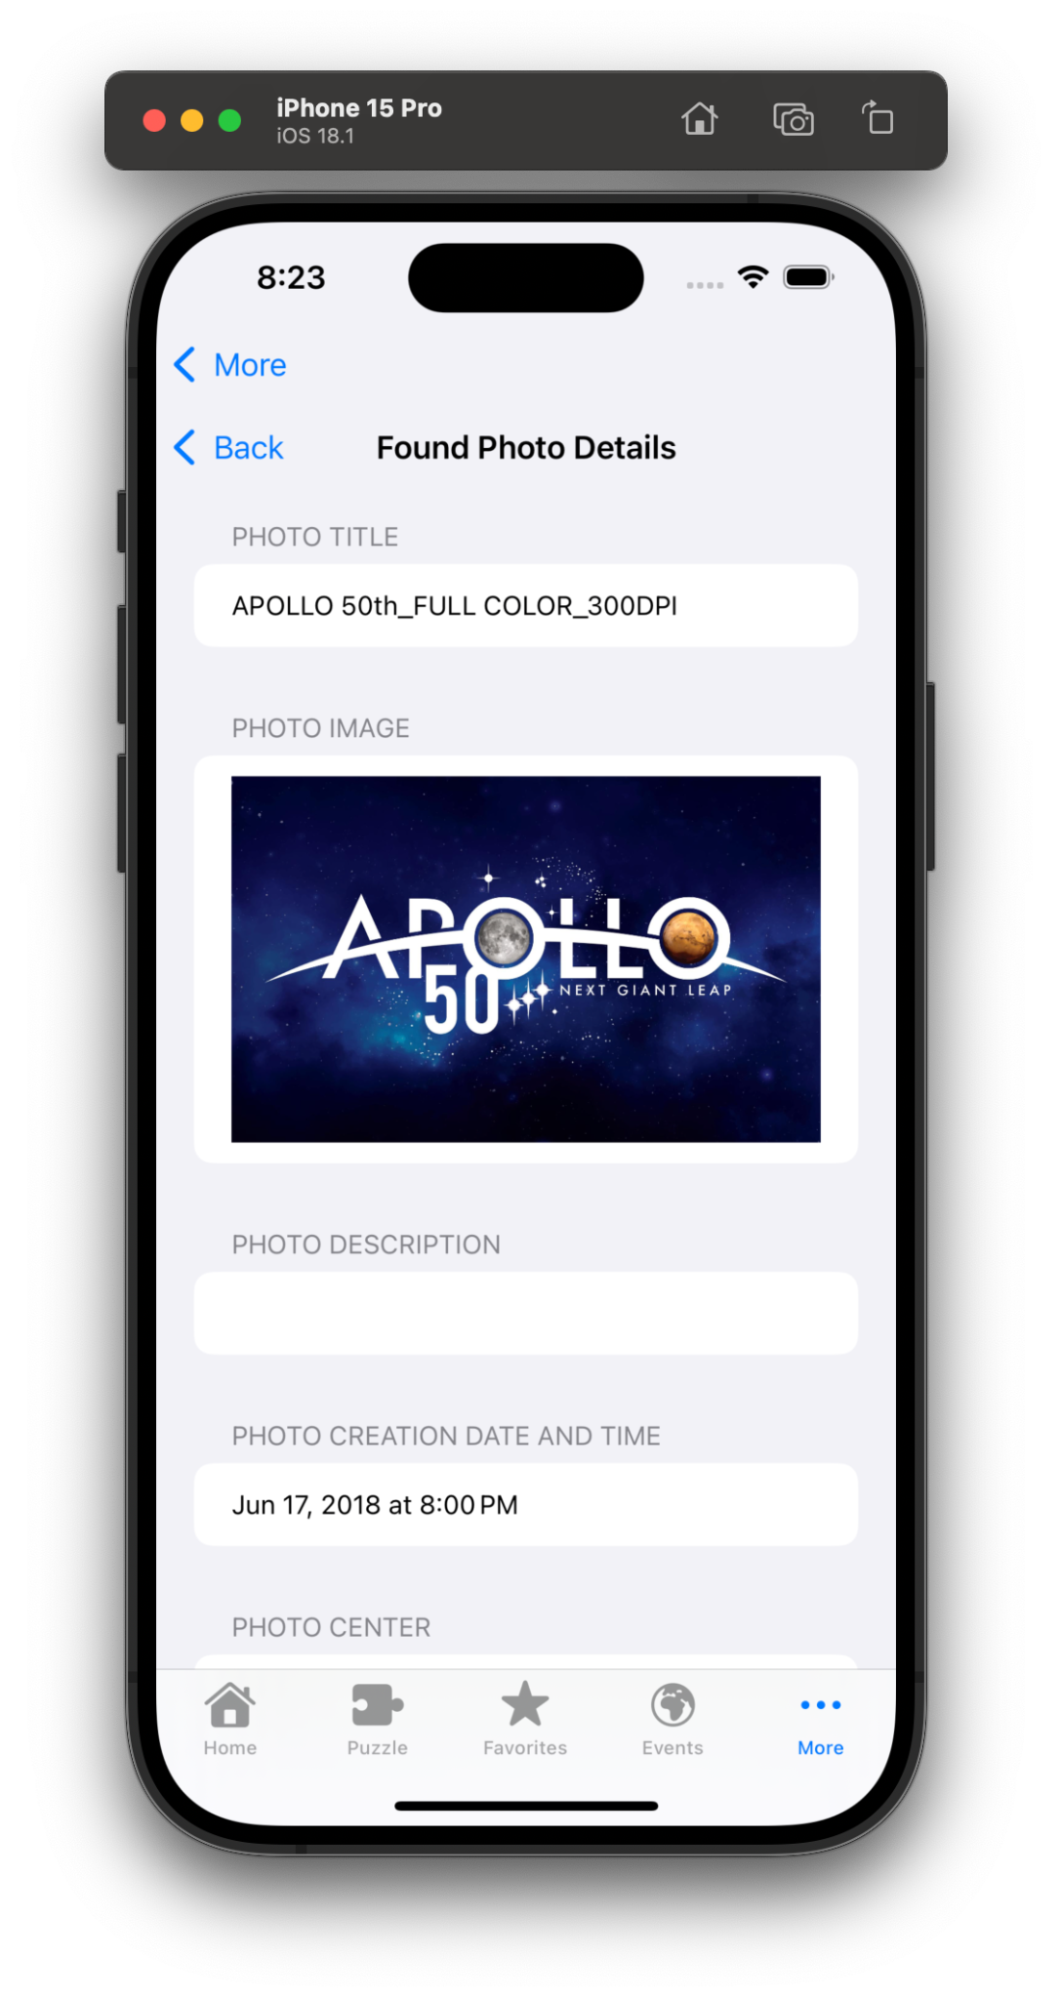 iPhone 15 Pro
iOS 18.1
8:23
More
Back
Found Photo Details
PHOTO TITLE
APOLLO 50th_FULL COLOR_300DPI
PHOTO IMAGE
APOLLO
50
NEXT GIANT LEAP
PHOTO DESCRIPTION
PHOTO CREATION DATE AND TIME
Jun 17, 2018 at 8:00 PM
PHOTO CENTER
Home
Puzzle
Favorites
Events
More